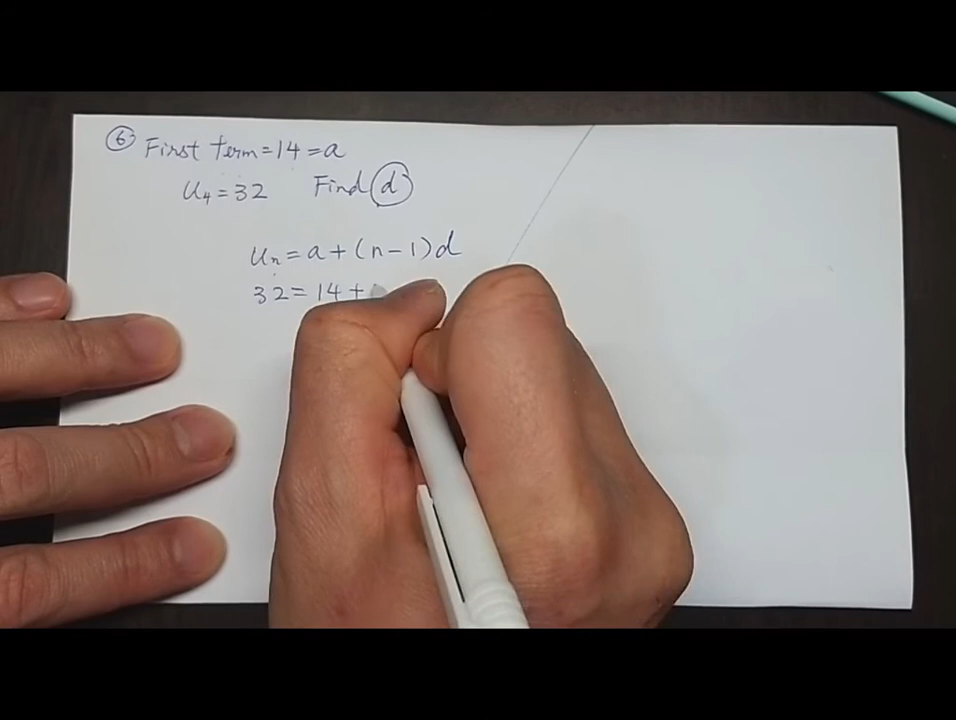 ⑥ First term = 14 = a
u₄ = 32 Find d
uₙ = a + (n - 1)d
32 = 14 +